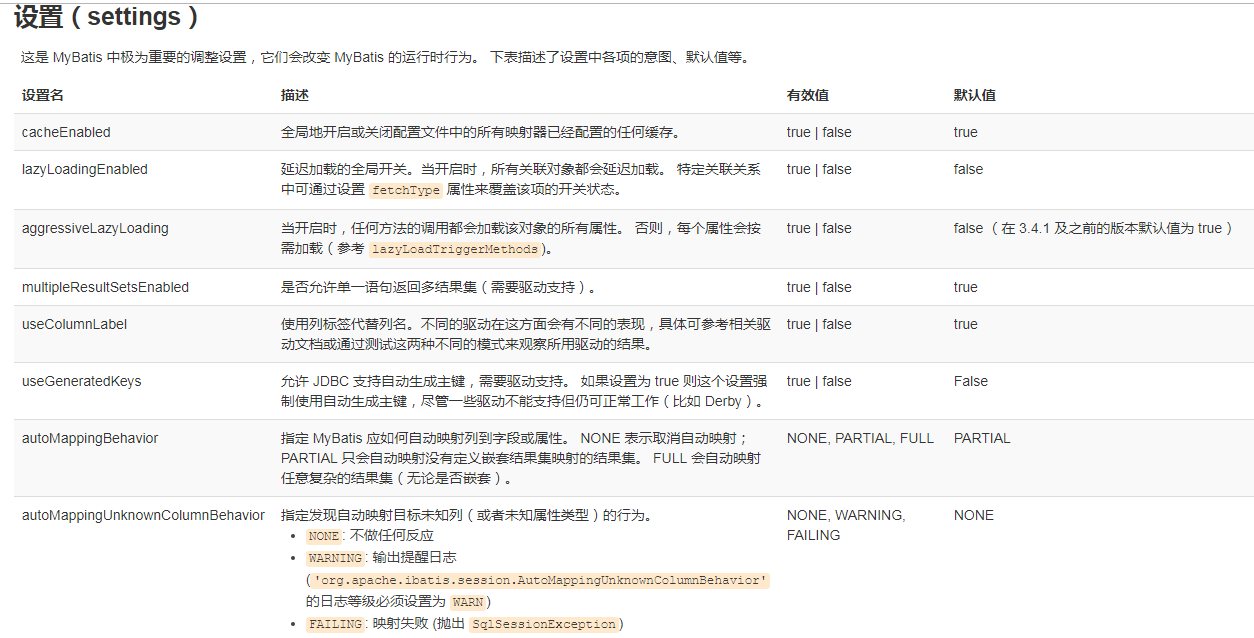 设置（settings）
这是 MyBatis 中极为重要的调整设置，它们会改变 MyBatis 的运行时行为。 下表描述了设置中各项的意图、默认值等。
设置名 描述 有效值 默认值
cacheEnabled 全局地开启或关闭配置文件中的所有映射器已经配置的任何缓存。 true | false true
lazyLoadingEnabled 延迟加载的全局开关。当开启时，所有关联对象都会延迟加载。 特定关联关系 true | false false
中可通过设置 fetchType 属性来覆盖该项的开关状态。
aggressiveLazyLoading 当开启时，任何方法的调用都会加载该对象的所有属性。 否则，每个属性会按 true | false false （在 3.4.1 及之前的版本默认值为 true）
需加载（参考 lazyLoadTriggerMethods)。
multipleResultSetsEnabled 是否允许单一语句返回多结果集（需要驱动支持）。 true | false true
useColumnLabel 使用列标签代替列名。不同的驱动在这方面会有不同的表现，具体可参考相关驱 true | false true
动文档或通过测试这两种不同的模式来观察所用驱动的结果。
useGeneratedKeys 允许 JDBC 支持自动生成主键，需要驱动支持。 如果设置为 true 则这个设置强 true | false False
制使用自动生成主键，尽管一些驱动不能支持但仍可正常工作（比如 Derby）。
autoMappingBehavior 指定 MyBatis 应如何自动映射列到字段或属性。 NONE 表示取消自动映射； NONE, PARTIAL, FULL PARTIAL
PARTIAL 只会自动映射没有定义嵌套结果集映射的结果集。 FULL 会自动映射
任意复杂的结果集（无论是否嵌套）。
autoMappingUnknownColumnBehavior 指定发现自动映射目标未知列（或者未知属性类型）的行为。 NONE, WARNING, NONE
• NONE: 不做任何反应 FAILING
• WARNING: 输出提醒日志
('org.apache.ibatis.session.AutoMappingUnknownColumnBehavior'
的日志等级必须设置为 WARN)
• FAILING: 映射失败 (抛出 SqlSessionException)